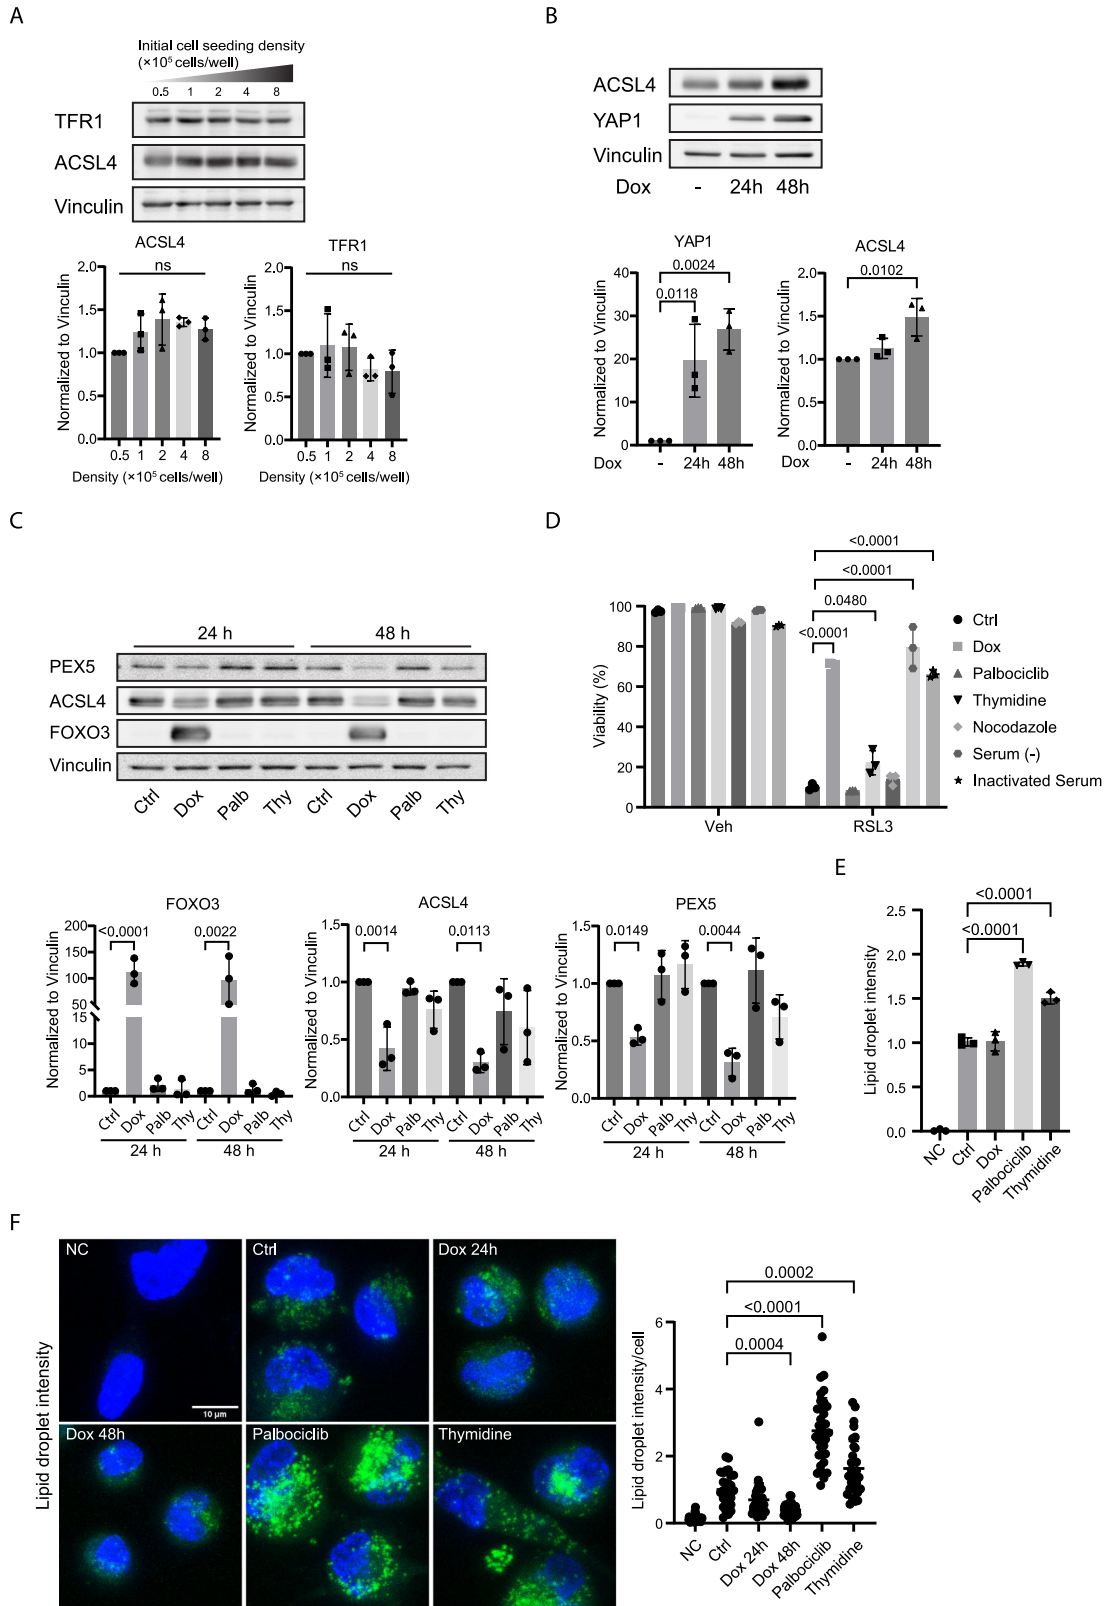 A
Initial cell seeding density
(×10⁵ cells/well)
0.5 1 2 4 8
TFR1
ACSL4
Vinculin
ACSL4
ns
Normalized to Vinculin
2.0
1.5
1.0
0.5
0.0
0.5 1 2 4 8
Density (×10⁵ cells/well)
TFR1
ns
Normalized to Vinculin
2.0
1.5
1.0
0.5
0.0
0.5 1 2 4 8
Density (×10⁵ cells/well)
B
ACSL4
YAP1
Vinculin
Dox - 24h 48h
YAP1
0.0024
0.0118
Normalized to Vinculin
40
30
20
10
0
Dox - 24h 48h
ACSL4
0.0102
Normalized to Vinculin
2.0
1.5
1.0
0.5
0.0
Dox - 24h 48h
C
24 h 48 h
PEX5
ACSL4
FOXO3
Vinculin
Ctrl Dox Palb Thy Ctrl Dox Palb Thy
FOXO3
<0.0001 0.0022
Normalized to Vinculin
200
150
100
50
15
10
5
0
Ctrl Dox Palb Thy Ctrl Dox Palb Thy
24 h 48 h
ACSL4
0.0014 0.0113
Normalized to Vinculin
1.5
1.0
0.5
0.0
Ctrl Dox Palb Thy Ctrl Dox Palb Thy
24 h 48 h
PEX5
0.0149 0.0044
Normalized to Vinculin
1.5
1.0
0.5
0.0
Ctrl Dox Palb Thy Ctrl Dox Palb Thy
24 h 48 h
D
<0.0001
<0.0001
0.0480
<0.0001
Viability (%)
100
80
60
40
20
0
Veh RSL3
Ctrl
Dox
Palbociclib
Thymidine
Nocodazole
Serum (-)
Inactivated Serum
E
<0.0001
<0.0001
Lipid droplet intensity
2.5
2.0
1.5
1.0
0.5
0.0
NC Ctrl Dox Palbociclib Thymidine
F
Lipid droplet intensity
NC
10 µm
Ctrl
Dox 24h
Dox 48h
Palbociclib
Thymidine
0.0002
<0.0001
0.0004
Lipid droplet intensity/cell
6
4
2
0
NC Ctrl Dox 24h Dox 48h Palbociclib Thymidine